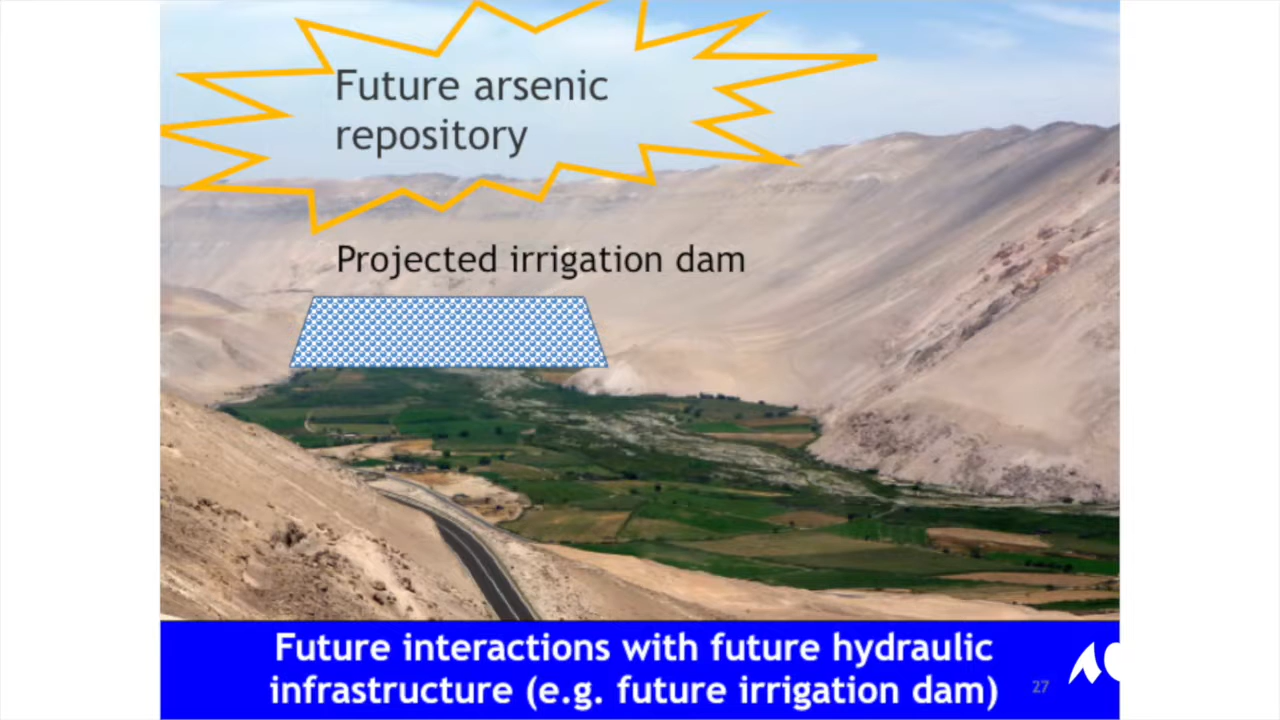 Future arsenic
repository
Projected irrigation dam
Future interactions with future hydraulic
infrastructure (e.g. future irrigation dam)
27